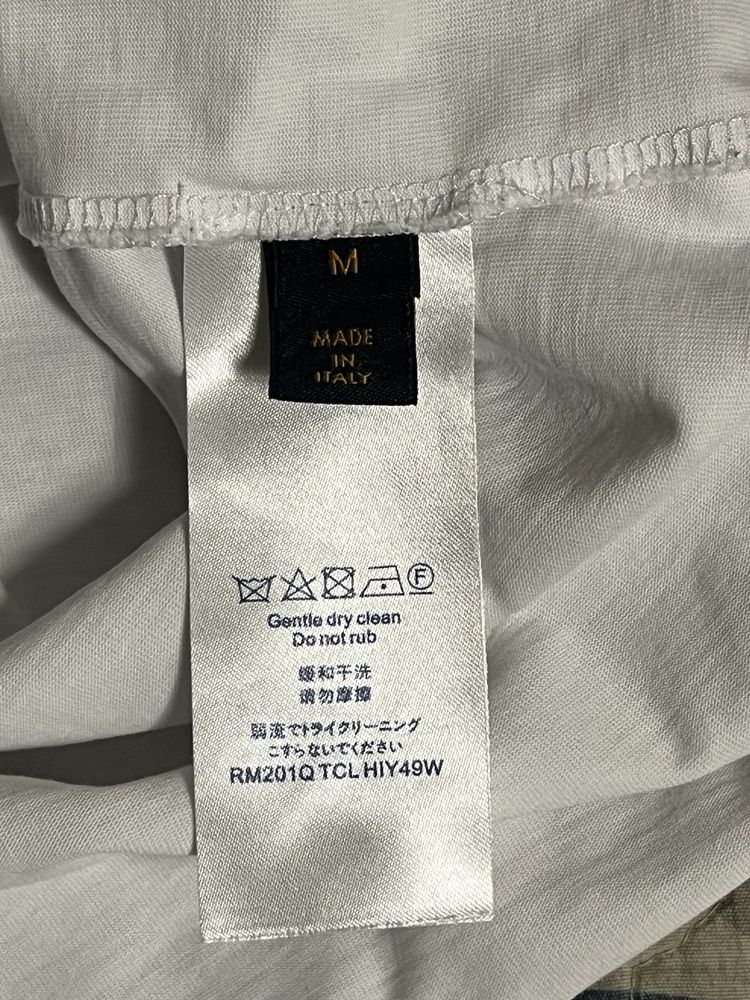 M
MADE
IN
ITALY
F
Gentle dry clean
Do not rub
缓和干洗
请勿摩擦
弱流でトライクリーニング
こすらないでください
RM201Q TCL HIY49W